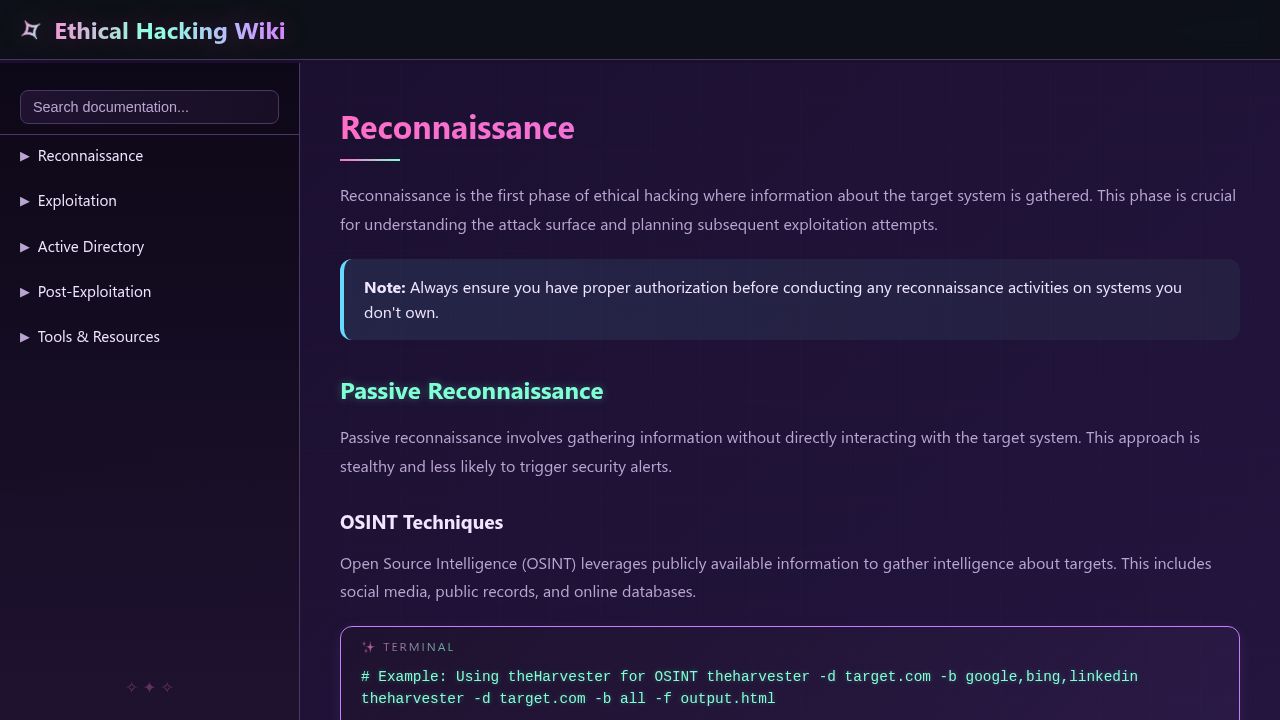 Ethical Hacking Wiki
Search documentation...
▶ Reconnaissance
▶ Exploitation
▶ Active Directory
▶ Post-Exploitation
▶ Tools & Resources
Reconnaissance
Reconnaissance is the first phase of ethical hacking where information about the target system is gathered. This phase is crucial
for understanding the attack surface and planning subsequent exploitation attempts.
Note: Always ensure you have proper authorization before conducting any reconnaissance activities on systems you
don't own.
Passive Reconnaissance
Passive reconnaissance involves gathering information without directly interacting with the target system. This approach is
stealthy and less likely to trigger security alerts.
OSINT Techniques
Open Source Intelligence (OSINT) leverages publicly available information to gather intelligence about targets. This includes
social media, public records, and online databases.
TERMINAL
# Example: Using theHarvester for OSINT theharvester -d target.com -b google,bing,linkedin
theharvester -d target.com -b all -f output.html